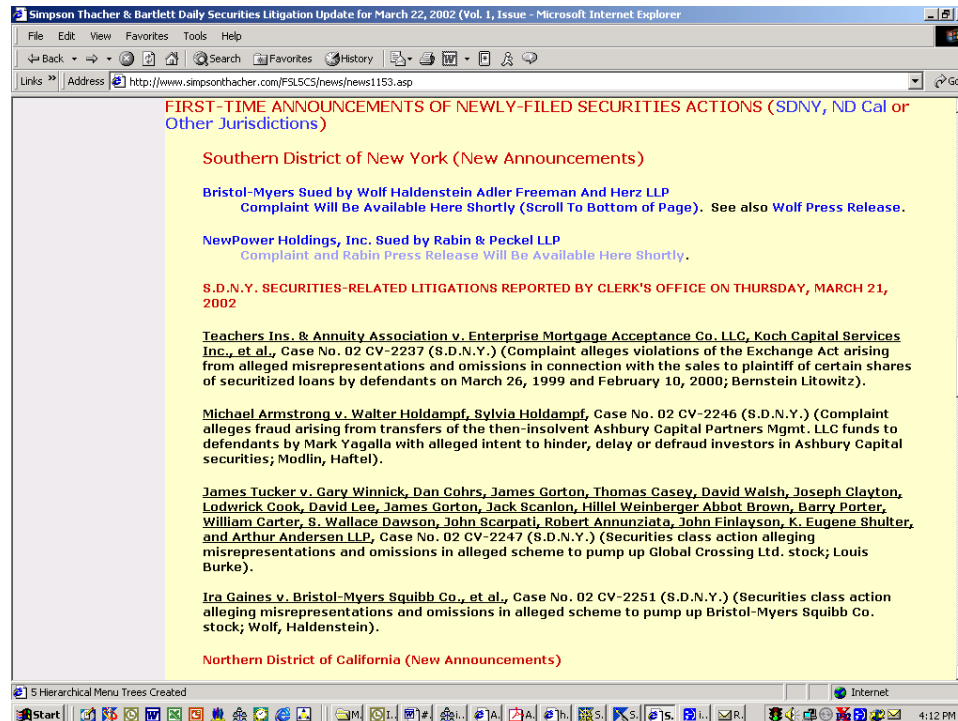 Simpson Thacher & Bartlett Daily Securities Litigation Update for March 22, 2002 (Vol. 1, Issue - Microsoft Internet Explorer
File Edit View Favorites Tools Help
Back Search Favorites History
Links » Address http://www.simpsonthacher.com/FSL5CS/news/news1153.asp Go
FIRST-TIME ANNOUNCEMENTS OF NEWLY-FILED SECURITIES ACTIONS (SDNY, ND Cal or
Other Jurisdictions)
Southern District of New York (New Announcements)
Bristol-Myers Sued by Wolf Haldenstein Adler Freeman And Herz LLP
Complaint Will Be Available Here Shortly (Scroll To Bottom of Page). See also Wolf Press Release.
NewPower Holdings, Inc. Sued by Rabin & Peckel LLP
Complaint and Rabin Press Release Will Be Available Here Shortly.
S.D.N.Y. SECURITIES-RELATED LITIGATIONS REPORTED BY CLERK'S OFFICE ON THURSDAY, MARCH 21,
2002
Teachers Ins. & Annuity Association v. Enterprise Mortgage Acceptance Co. LLC, Koch Capital Services
Inc., et al., Case No. 02 CV-2237 (S.D.N.Y.) (Complaint alleges violations of the Exchange Act arising
from alleged misrepresentations and omissions in connection with the sales to plaintiff of certain shares
of securitized loans by defendants on March 26, 1999 and February 10, 2000; Bernstein Litowitz).
Michael Armstrong v. Walter Holdampf, Sylvia Holdampf, Case No. 02 CV-2246 (S.D.N.Y.) (Complaint
alleges fraud arising from transfers of the then-insolvent Ashbury Capital Partners Mgmt. LLC funds to
defendants by Mark Yagalla with alleged intent to hinder, delay or defraud investors in Ashbury Capital
securities; Modlin, Haftel).
James Tucker v. Gary Winnick, Dan Cohrs, James Gorton, Thomas Casey, David Walsh, Joseph Clayton,
Lodwrick Cook, David Lee, James Gorton, Jack Scanlon, Hillel Weinberger Abbot Brown, Barry Porter,
William Carter, S. Wallace Dawson, John Scarpati, Robert Annunziata, John Finlayson, K. Eugene Shulter,
and Arthur Andersen LLP, Case No. 02 CV-2247 (S.D.N.Y.) (Securities class action alleging
misrepresentations and omissions in alleged scheme to pump up Global Crossing Ltd. stock; Louis
Burke).
Ira Gaines v. Bristol-Myers Squibb Co., et al., Case No. 02 CV-2251 (S.D.N.Y.) (Securities class action
alleging misrepresentations and omissions in alleged scheme to pump up Bristol-Myers Squibb Co.
stock; Wolf, Haldenstein).
Northern District of California (New Announcements)
5 Hierarchical Menu Trees Created Internet
Start 4:12 PM